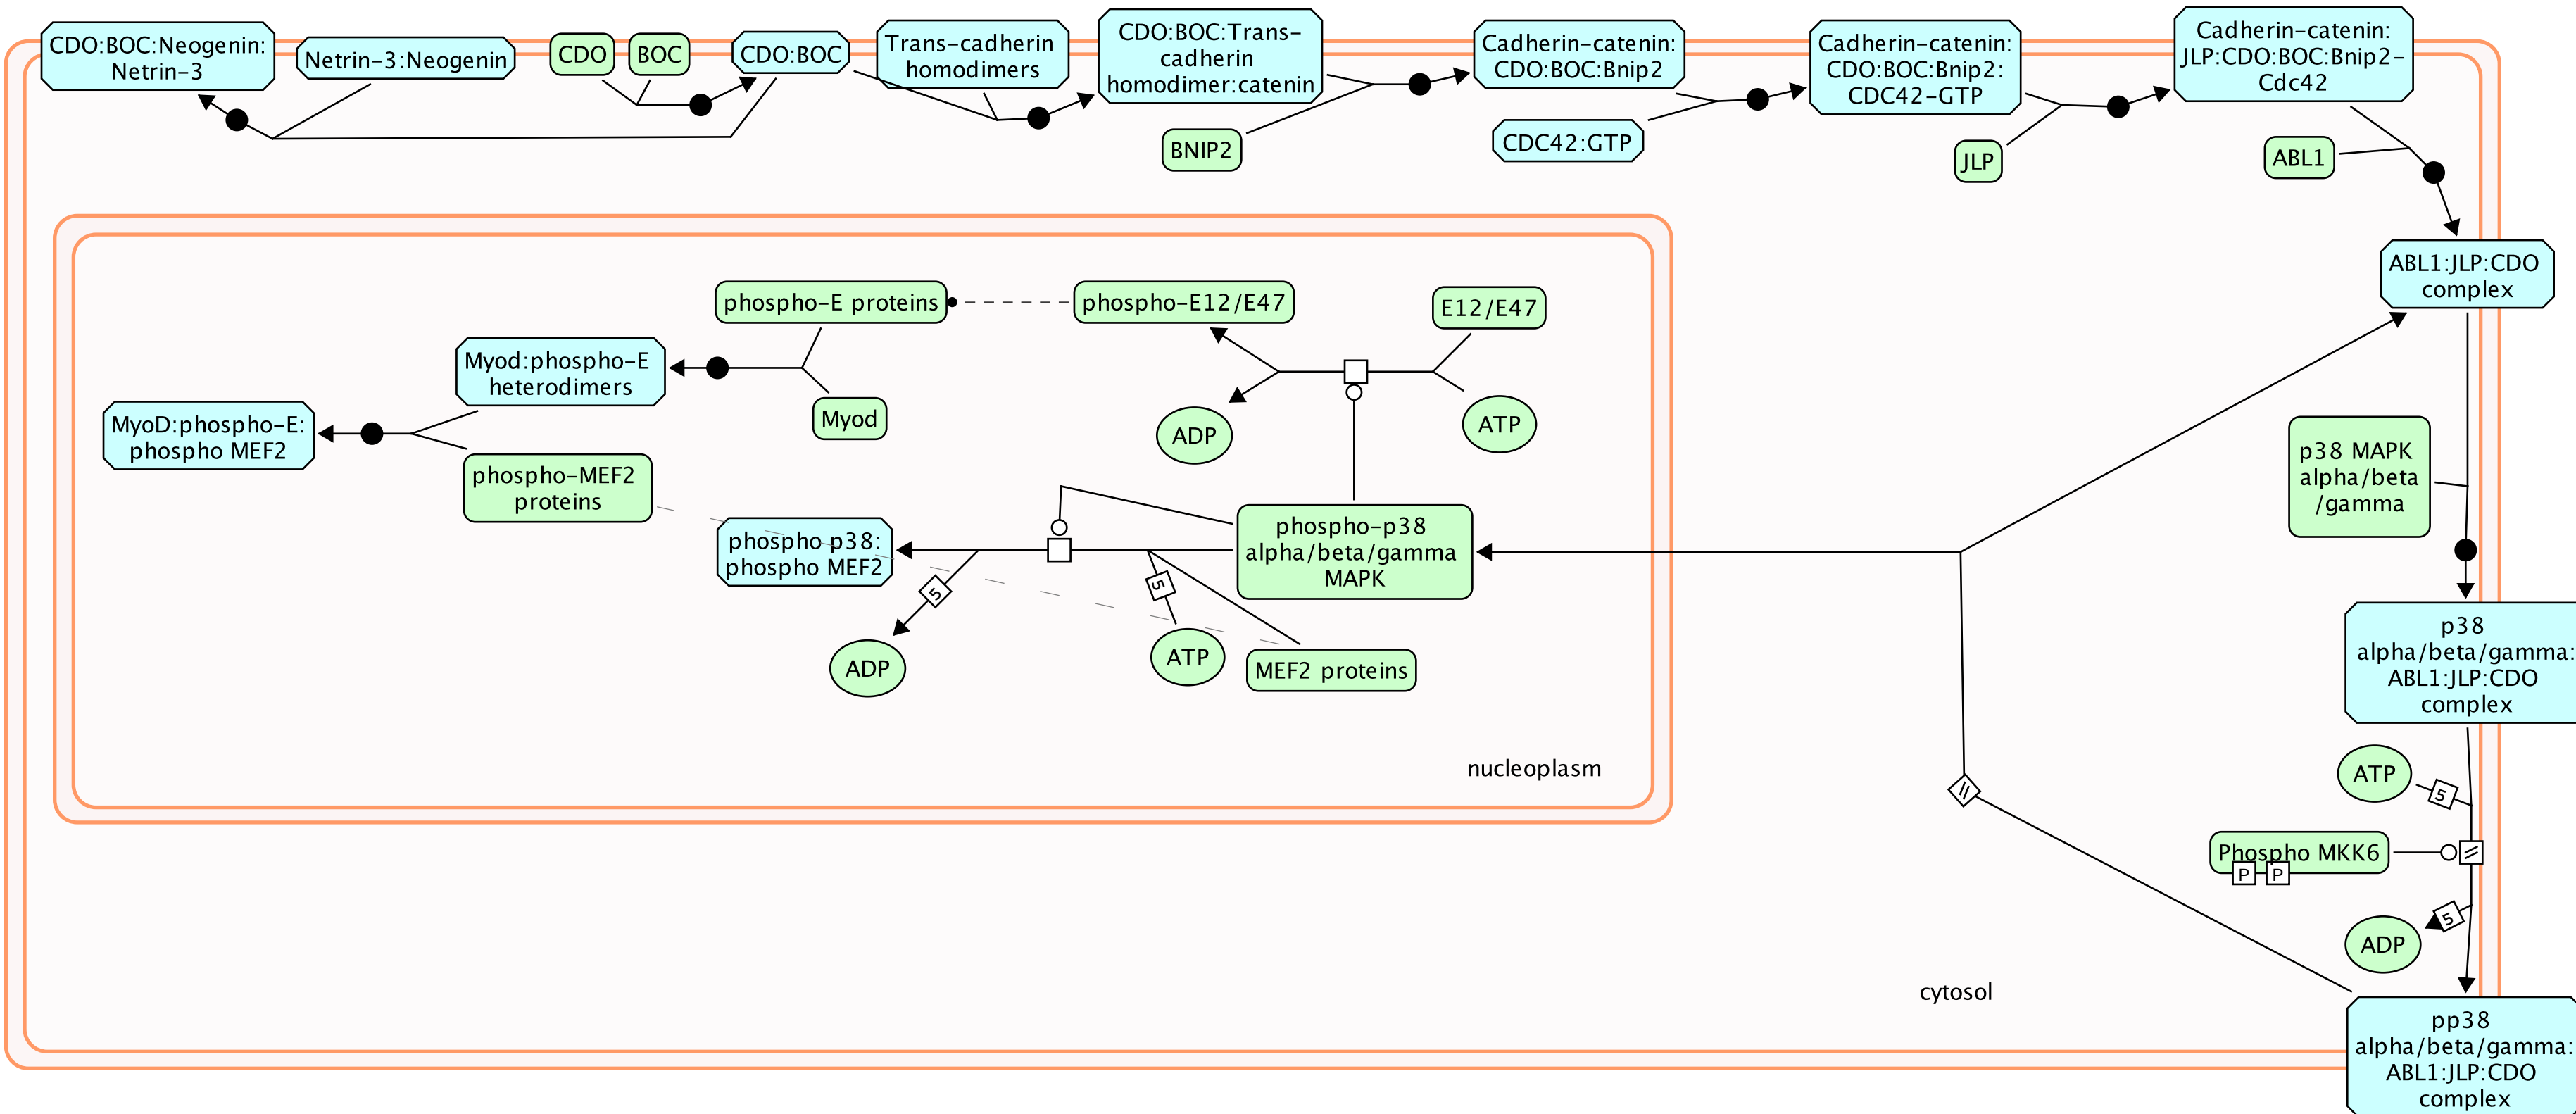 CDO:BOC:Neogenin:
Netrin-3
Netrin-3:Neogenin
CDO
BOC
CDO:BOC
Trans-cadherin
homodimers
CDO:BOC:Trans-
cadherin
homodimer:catenin
Cadherin-catenin:
CDO:BOC:Bnip2
Cadherin-catenin:
CDO:BOC:Bnip2:
CDC42-GTP
Cadherin-catenin:
JLP:CDO:BOC:Bnip2-
Cdc42
BNIP2
CDC42:GTP
JLP
ABL1
ABL1:JLP:CDO
complex
phospho-E proteins
phospho-E12/E47
E12/E47
Myod:phospho-E
heterodimers
Myod
ADP
ATP
MyoD:phospho-E:
phospho MEF2
phospho-MEF2
proteins
p38 MAPK
alpha/beta
/gamma
phospho p38:
phospho MEF2
phospho-p38
alpha/beta/gamma
MAPK
5
5
ADP
ATP
MEF2 proteins
p38
alpha/beta/gamma:
ABL1:JLP:CDO
complex
nucleoplasm
ATP
5
Phospho MKK6
P
P
5
ADP
cytosol
pp38
alpha/beta/gamma:
ABL1:JLP:CDO
complex